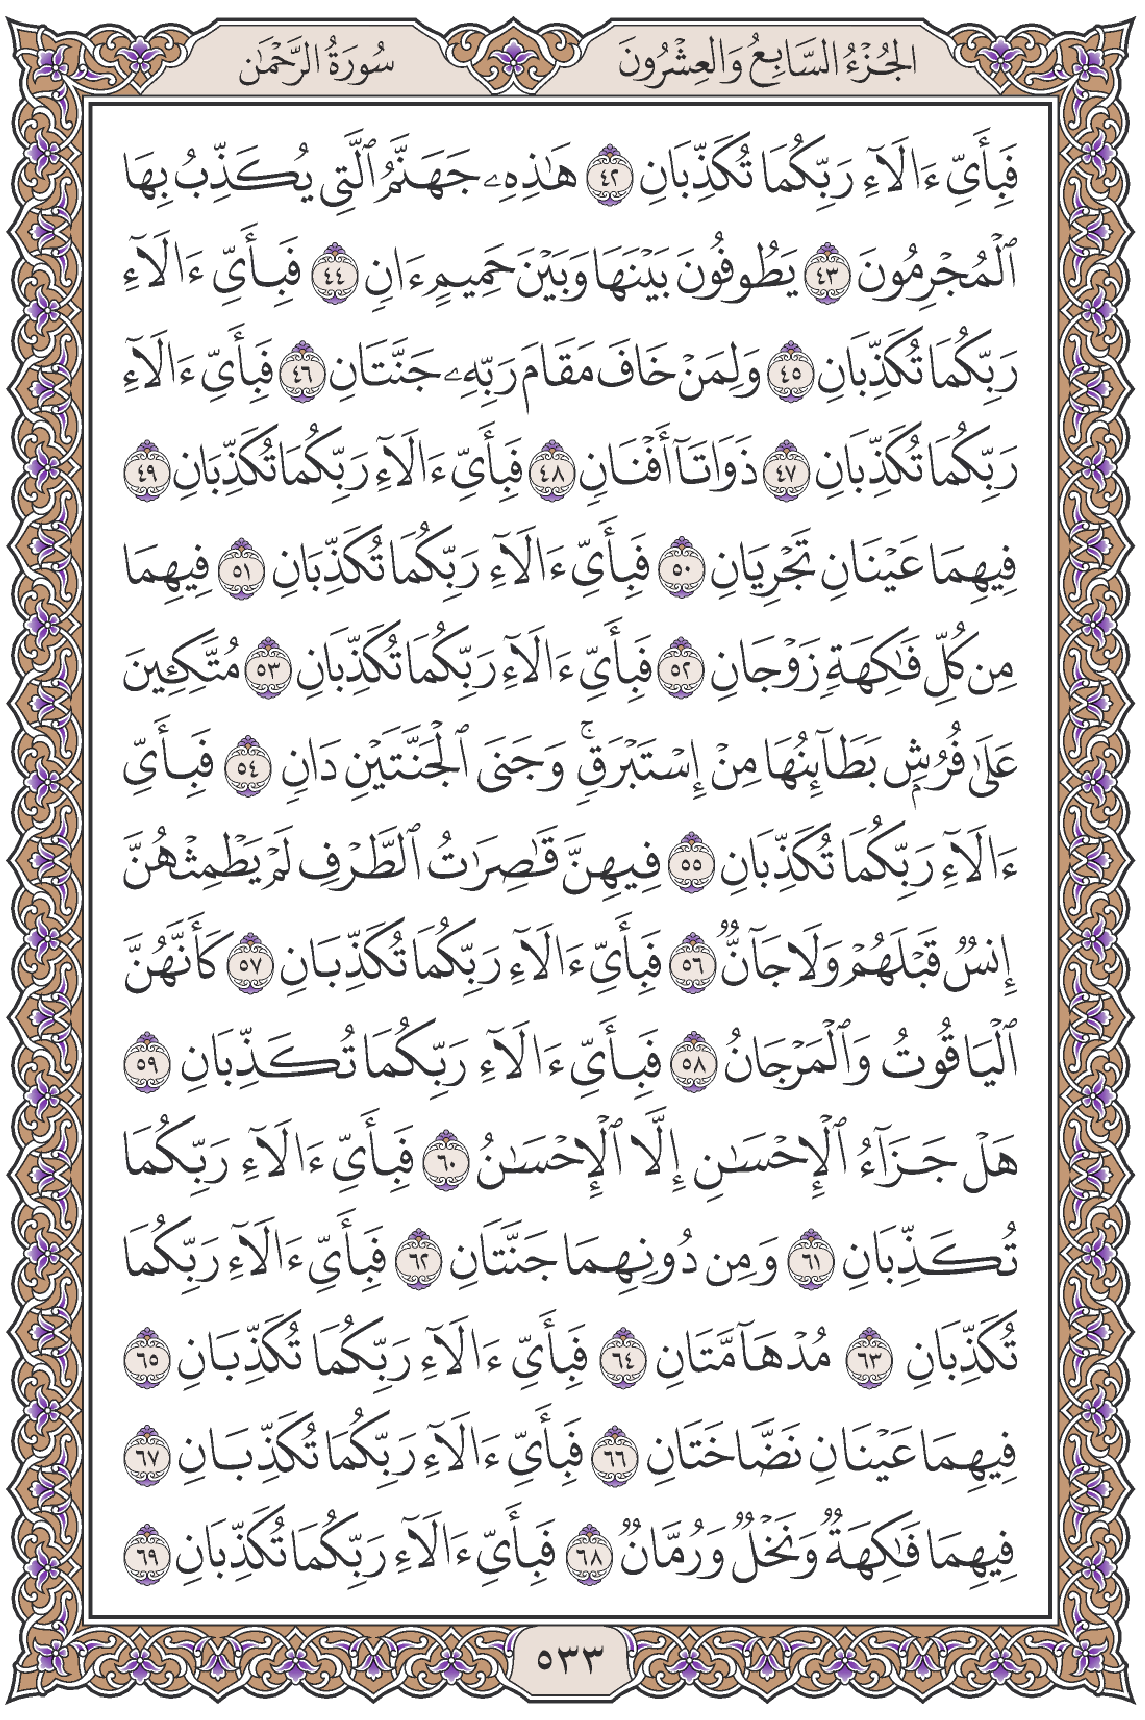 الجُزْءُ السَّابِعُ وَالعِشْرُونَ
سُورَةُ الرَّحْمَٰن
فَبِأَيِّ ءَالَآءِ رَبِّكُمَا تُكَذِّبَانِ ٤٢ هَٰذِهِۦ جَهَنَّمُ ٱلَّتِي يُكَذِّبُ بِهَا
ٱلْمُجْرِمُونَ ٤٣ يَطُوفُونَ بَيْنَهَا وَبَيْنَ حَمِيمٍ ءَانٍ ٤٤ فَبِأَيِّ ءَالَآءِ
رَبِّكُمَا تُكَذِّبَانِ ٤٥ وَلِمَنْ خَافَ مَقَامَ رَبِّهِۦ جَنَّتَانِ ٤٦ فَبِأَيِّ ءَالَآءِ
رَبِّكُمَا تُكَذِّبَانِ ٤٧ ذَوَاتَآ أَفْنَانٍ ٤٨ فَبِأَيِّ ءَالَآءِ رَبِّكُمَا تُكَذِّبَانِ ٤٩
فِيهِمَا عَيْنَانِ تَجْرِيَانِ ٥٠ فَبِأَيِّ ءَالَآءِ رَبِّكُمَا تُكَذِّبَانِ ٥١ فِيهِمَا
مِن كُلِّ فَٰكِهَةٍ زَوْجَانِ ٥٢ فَبِأَيِّ ءَالَآءِ رَبِّكُمَا تُكَذِّبَانِ ٥٣ مُتَّكِـِٔينَ
عَلَىٰ فُرُشٍۭ بَطَآئِنُهَا مِنْ إِسْتَبْرَقٍۚ وَجَنَى ٱلْجَنَّتَيْنِ دَانٍ ٥٤ فَبِأَيِّ
ءَالَآءِ رَبِّكُمَا تُكَذِّبَانِ ٥٥ فِيهِنَّ قَٰصِرَٰتُ ٱلطَّرْفِ لَمْ يَطْمِثْهُنَّ
إِنسٌ قَبْلَهُمْ وَلَا جَآنٌّ ٥٦ فَبِأَيِّ ءَالَآءِ رَبِّكُمَا تُكَذِّبَانِ ٥٧ كَأَنَّهُنَّ
ٱلْيَاقُوتُ وَٱلْمَرْجَانُ ٥٨ فَبِأَيِّ ءَالَآءِ رَبِّكُمَا تُكَذِّبَانِ ٥٩
هَلْ جَزَآءُ ٱلْإِحْسَٰنِ إِلَّا ٱلْإِحْسَٰنُ ٦٠ فَبِأَيِّ ءَالَآءِ رَبِّكُمَا
تُكَذِّبَانِ ٦١ وَمِن دُونِهِمَا جَنَّتَانِ ٦٢ فَبِأَيِّ ءَالَآءِ رَبِّكُمَا
تُكَذِّبَانِ ٦٣ مُدْهَآمَّتَانِ ٦٤ فَبِأَيِّ ءَالَآءِ رَبِّكُمَا تُكَذِّبَانِ ٦٥
فِيهِمَا عَيْنَانِ نَضَّاخَتَانِ ٦٦ فَبِأَيِّ ءَالَآءِ رَبِّكُمَا تُكَذِّبَانِ ٦٧
فِيهِمَا فَٰكِهَةٌ وَنَخْلٌ وَرُمَّانٌ ٦٨ فَبِأَيِّ ءَالَآءِ رَبِّكُمَا تُكَذِّبَانِ ٦٩
٥٣٣